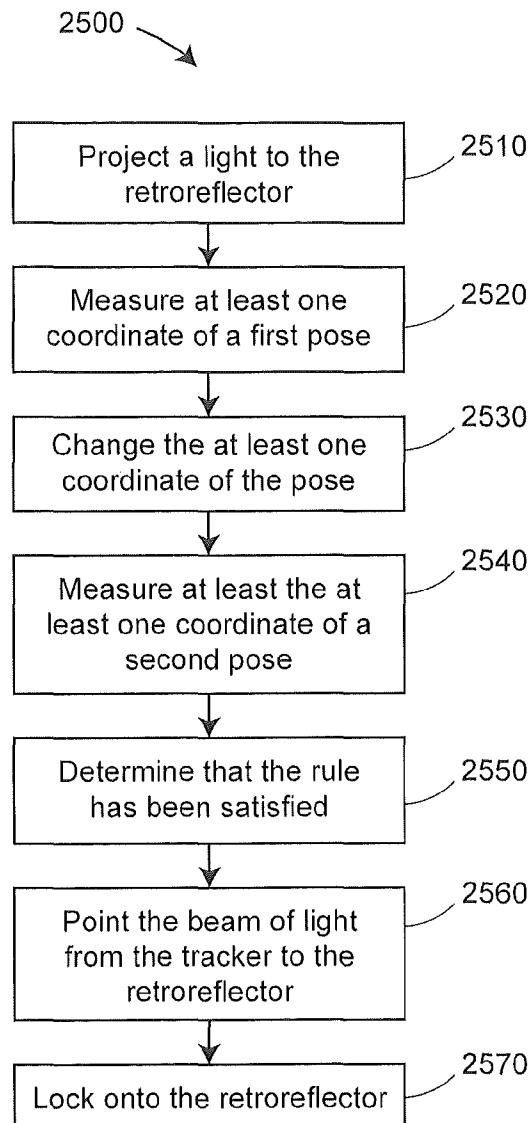 2500
Project a light to the
retroreflector
2510
Measure at least one
coordinate of a first pose
2520
Change the at least one
coordinate of the pose
2530
Measure at least the at
least one coordinate of a
second pose
2540
Determine that the rule
has been satisfied
2550
Point the beam of light
from the tracker to the
retroreflector
2560
Lock onto the retroreflector
2570